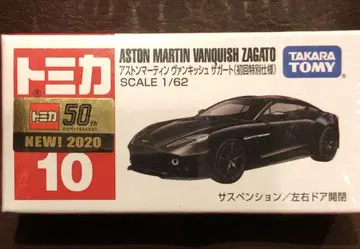 トミカ
ASTON MARTIN VANQUISH ZAGATO
アストンマーティン ヴァンキッシュ ザガート(初回特別仕様)
SCALE 1/62
TAKARA
TOMY
トミカ 50th
ANNIVERSARY
NEW! 2020
10
サスペンション/左右ドア開閉